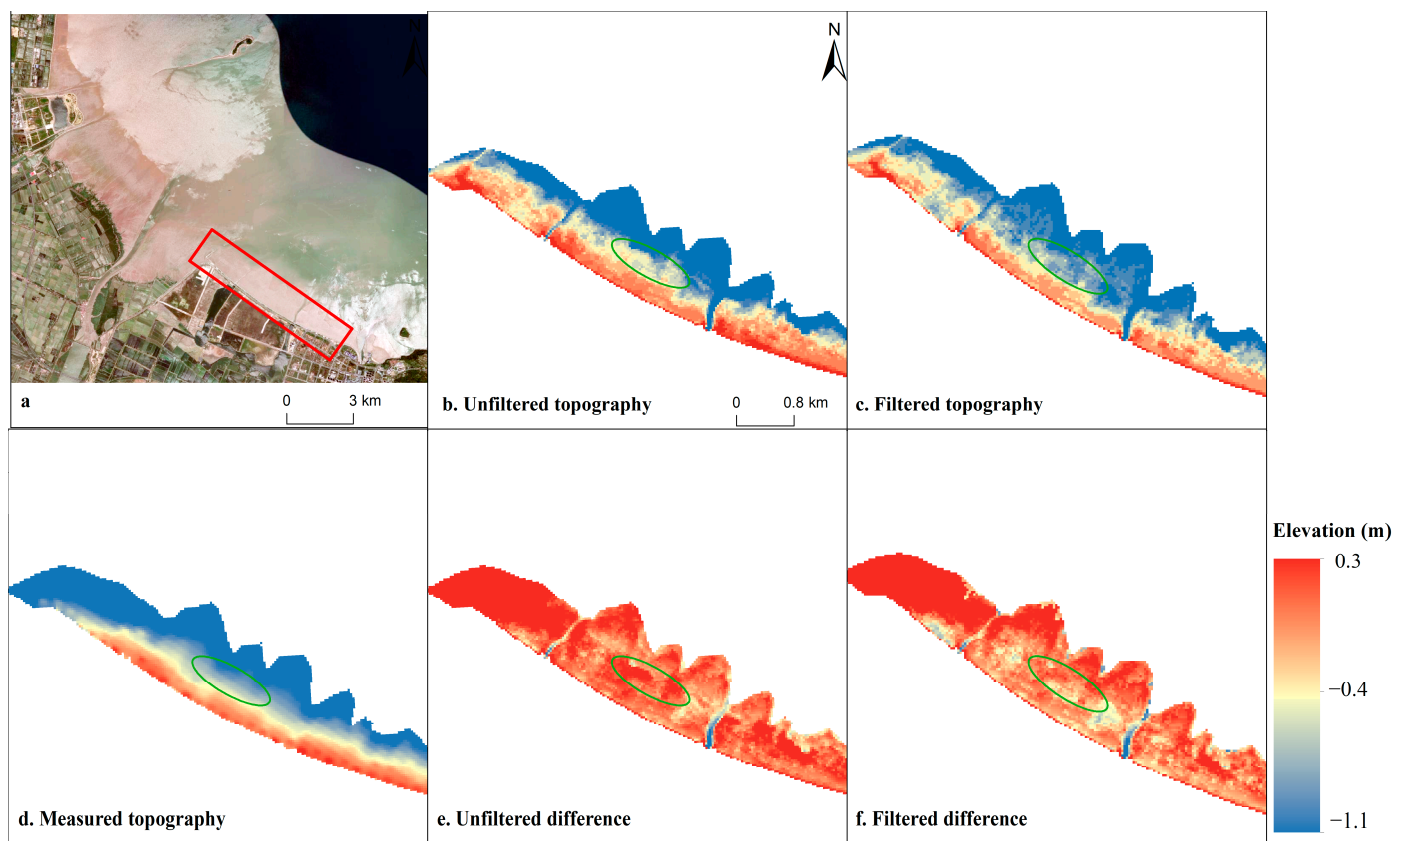 N
N
a
0 3 km
b. Unfiltered topography
0 0.8 km
c. Filtered topography
d. Measured topography
e. Unfiltered difference
f. Filtered difference
Elevation (m)
0.3
−0.4
−1.1